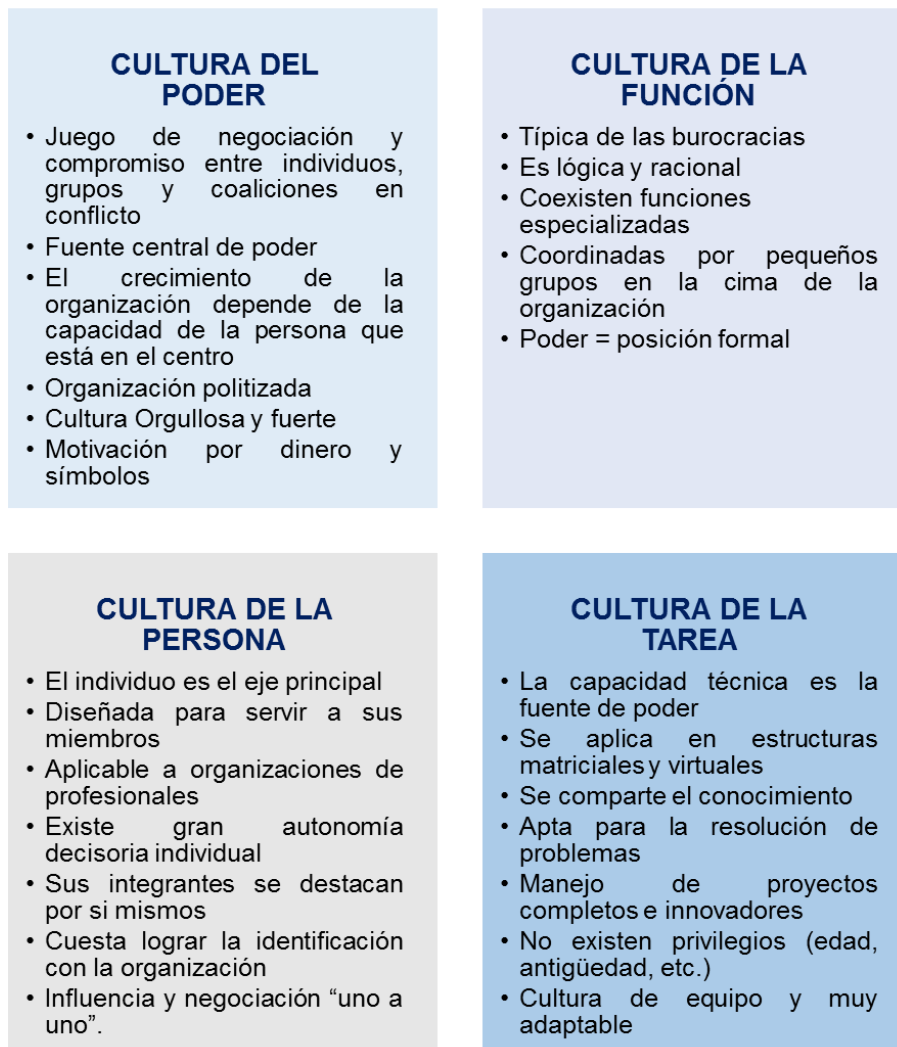 CULTURA DEL
PODER
• Juego de negociación y
compromiso entre individuos,
grupos y coaliciones en
conflicto
• Fuente central de poder
• El crecimiento de la
organización depende de la
capacidad de la persona que
está en el centro
• Organización politizada
• Cultura Orgullosa y fuerte
• Motivación por dinero y
símbolos
CULTURA DE LA
FUNCIÓN
• Típica de las burocracias
• Es lógica y racional
• Coexisten funciones
especializadas
• Coordinadas por pequeños
grupos en la cima de la
organización
• Poder = posición formal
CULTURA DE LA
PERSONA
• El individuo es el eje principal
• Diseñada para servir a sus
miembros
• Aplicable a organizaciones de
profesionales
• Existe gran autonomía
decisoria individual
• Sus integrantes se destacan
por si mismos
• Cuesta lograr la identificación
con la organización
• Influencia y negociación “uno a
uno”.
CULTURA DE LA
TAREA
• La capacidad técnica es la
fuente de poder
• Se aplica en estructuras
matriciales y virtuales
• Se comparte el conocimiento
• Apta para la resolución de
problemas
• Manejo de proyectos
completos e innovadores
• No existen privilegios (edad,
antigüedad, etc.)
• Cultura de equipo y muy
adaptable